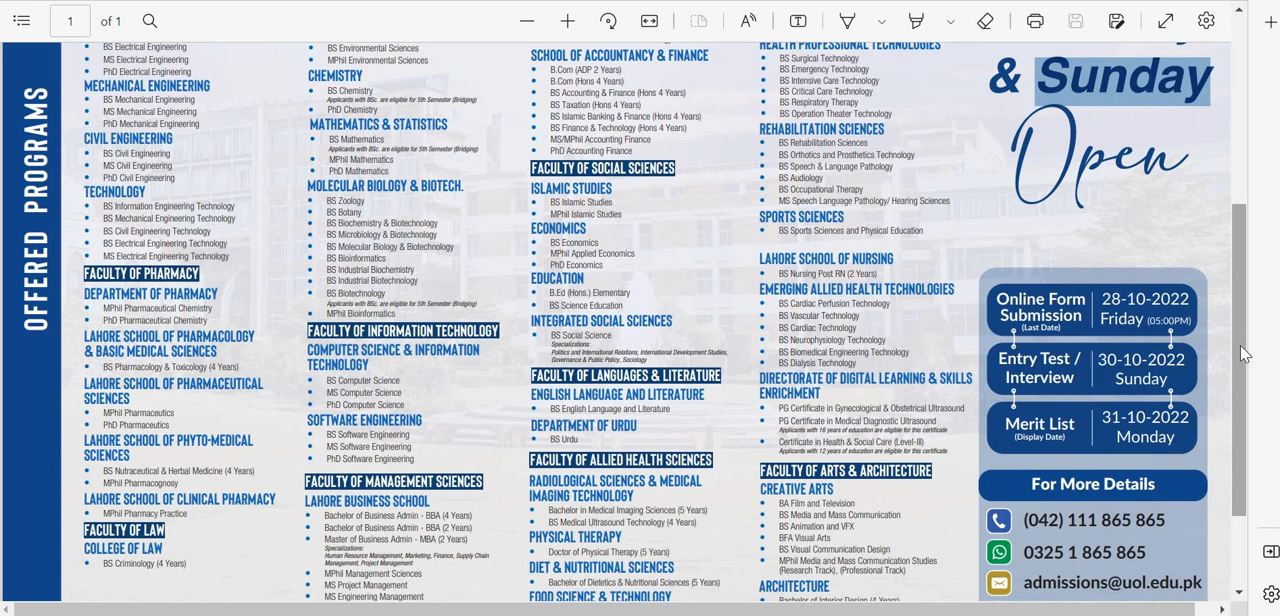 1
of 1
OFFERED PROGRAMS
BS Electrical Engineering
MS Electrical Engineering
PhD Electrical Engineering
MECHANICAL ENGINEERING
BS Mechanical Engineering
MS Mechanical Engineering
PhD Mechanical Engineering
CIVIL ENGINEERING
BS Civil Engineering
MS Civil Engineering
PhD Civil Engineering
TECHNOLOGY
BS Information Engineering Technology
BS Mechanical Engineering Technology
BS Civil Engineering Technology
BS Electrical Engineering Technology
MS Electrical Engineering Technology
FACULTY OF PHARMACY
DEPARTMENT OF PHARMACY
MPhil Pharmaceutical Chemistry
PhD Pharmaceutical Chemistry
LAHORE SCHOOL OF PHARMACOLOGY
& BASIC MEDICAL SCIENCES
BS Pharmacology & Toxicology (4 Years)
LAHORE SCHOOL OF PHARMACEUTICAL
SCIENCES
MPhil Pharmaceutics
PhD Pharmaceutics
LAHORE SCHOOL OF PHYTO-MEDICAL
SCIENCES
BS Nutraceutical & Herbal Medicine (4 Years)
MPhil Pharmacognosy
LAHORE SCHOOL OF CLINICAL PHARMACY
MPhil Pharmacy Practice
FACULTY OF LAW
COLLEGE OF LAW
BS Criminology (4 Years)
BS Environmental Sciences
MPhil Environmental Sciences
CHEMISTRY
BS Chemistry
Applicants with BSc. are eligible for 5th Semester (Bridging)
PhD Chemistry
MATHEMATICS & STATISTICS
BS Mathematics
Applicants with BSc. are eligible for 5th Semester (Bridging)
MPhil Mathematics
PhD Mathematics
MOLECULAR BIOLOGY & BIOTECH.
BS Zoology
BS Botany
BS Biochemistry & Biotechnology
BS Microbiology & Biotechnology
BS Molecular Biology & Biotechnology
BS Bioinformatics
BS Industrial Biochemistry
BS Industrial Biotechnology
BS Biotechnology
Applicants with BSc. are eligible for 5th Semester (Bridging)
MPhil Bioinformatics
FACULTY OF INFORMATION TECHNOLOGY
COMPUTER SCIENCE & INFORMATION
TECHNOLOGY
BS Computer Science
MS Computer Science
PhD Computer Science
SOFTWARE ENGINEERING
BS Software Engineering
MS Software Engineering
PhD Software Engineering
FACULTY OF MANAGEMENT SCIENCES
LAHORE BUSINESS SCHOOL
Bachelor of Business Admin - BBA (4 Years)
Bachelor of Business Admin - BBA (2 Years)
Master of Business Admin - MBA (2 Years)
Specializations:
Human Resource Management, Marketing, Finance, Supply Chain
Management, Project Management
MPhil Management Sciences
MS Project Management
MS Engineering Management
SCHOOL OF ACCOUNTANCY & FINANCE
B.Com (ADP 2 Years)
B.Com (Hons 4 Years)
BS Accounting & Finance (Hons 4 Years)
BS Taxation (Hons 4 Years)
BS Islamic Banking & Finance (Hons 4 Years)
BS Finance & Technology (Hons 4 Years)
MS/MPhil Accounting Finance
PhD Accounting Finance
FACULTY OF SOCIAL SCIENCES
ISLAMIC STUDIES
BS Islamic Studies
MPhil Islamic Studies
ECONOMICS
BS Economics
MPhil Applied Economics
PhD Economics
EDUCATION
B.Ed (Hons.) Elementary
BS Science Education
INTEGRATED SOCIAL SCIENCES
BS Social Science
Specializations:
Politics and International Relations, International Development Studies,
Governance & Public Policy, Sociology
FACULTY OF LANGUAGES & LITERATURE
ENGLISH LANGUAGE AND LITERATURE
BS English Language and Literature
DEPARTMENT OF URDU
BS Urdu
FACULTY OF ALLIED HEALTH SCIENCES
RADIOLOGICAL SCIENCES & MEDICAL
IMAGING TECHNOLOGY
Bachelor in Medical Imaging Sciences (5 Years)
BS Medical Ultrasound Technology (4 Years)
PHYSICAL THERAPY
Doctor of Physical Therapy (5 Years)
DIET & NUTRITIONAL SCIENCES
Bachelor of Dietetics & Nutritional Sciences (5 Years)
FOOD SCIENCE & TECHNOLOGY
HEALTH PROFESSIONAL TECHNOLOGIES
BS Surgical Technology
BS Emergency Technology
BS Intensive Care Technology
BS Critical Care Technology
BS Respiratory Therapy
BS Operation Theater Technology
REHABILITATION SCIENCES
BS Rehabilitation Sciences
BS Orthotics and Prosthetics Technology
BS Speech & Language Pathology
BS Audiology
BS Occupational Therapy
MS Speech Language Pathology/ Hearing Sciences
SPORTS SCIENCES
BS Sports Sciences and Physical Education
LAHORE SCHOOL OF NURSING
BS Nursing Post RN (2 Years)
EMERGING ALLIED HEALTH TECHNOLOGIES
BS Cardiac Perfusion Technology
BS Vascular Technology
BS Cardiac Technology
BS Neurophysiology Technology
BS Biomedical Engineering Technology
BS Dialysis Technology
DIRECTORATE OF DIGITAL LEARNING & SKILLS
ENRICHMENT
PG Certificate in Gynecological & Obstetrical Ultrasound
PG Certificate in Medical Diagnostic Ultrasound
Applicants with 16 years of education are eligible for this certificate
Certificate in Health & Social Care (Level-III)
Applicants with 12 years of education are eligible for this certificate
FACULTY OF ARTS & ARCHITECTURE
CREATIVE ARTS
BA Film and Television
BS Media and Mass Communication
BS Animation and VFX
BFA Visual Arts
BS Visual Communication Design
MPhil Media and Mass Communication Studies
(Research Track), (Professional Track)
ARCHITECTURE
Bachelor of Interior Design (4 Years)
& Sunday
Open
Online Form
Submission
(Last Date)
28-10-2022
Friday (05:00PM)
Entry Test /
Interview
30-10-2022
Sunday
Merit List
(Display Date)
31-10-2022
Monday
For More Details
(042) 111 865 865
0325 1 865 865
admissions@uol.edu.pk